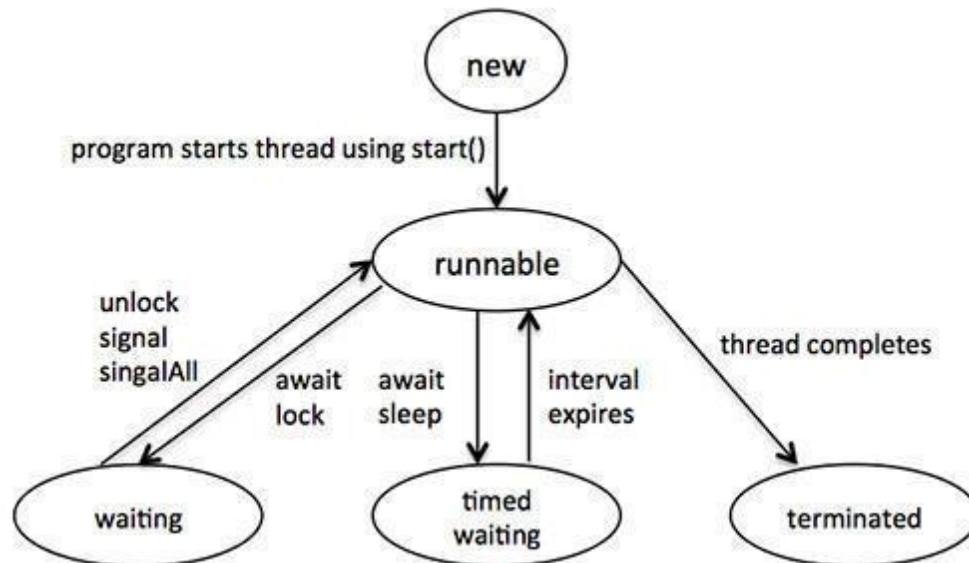 new
program starts thread using start()
runnable
unlock
signal
singalAll
await
lock
await
sleep
interval
expires
thread completes
waiting
timed
waiting
terminated